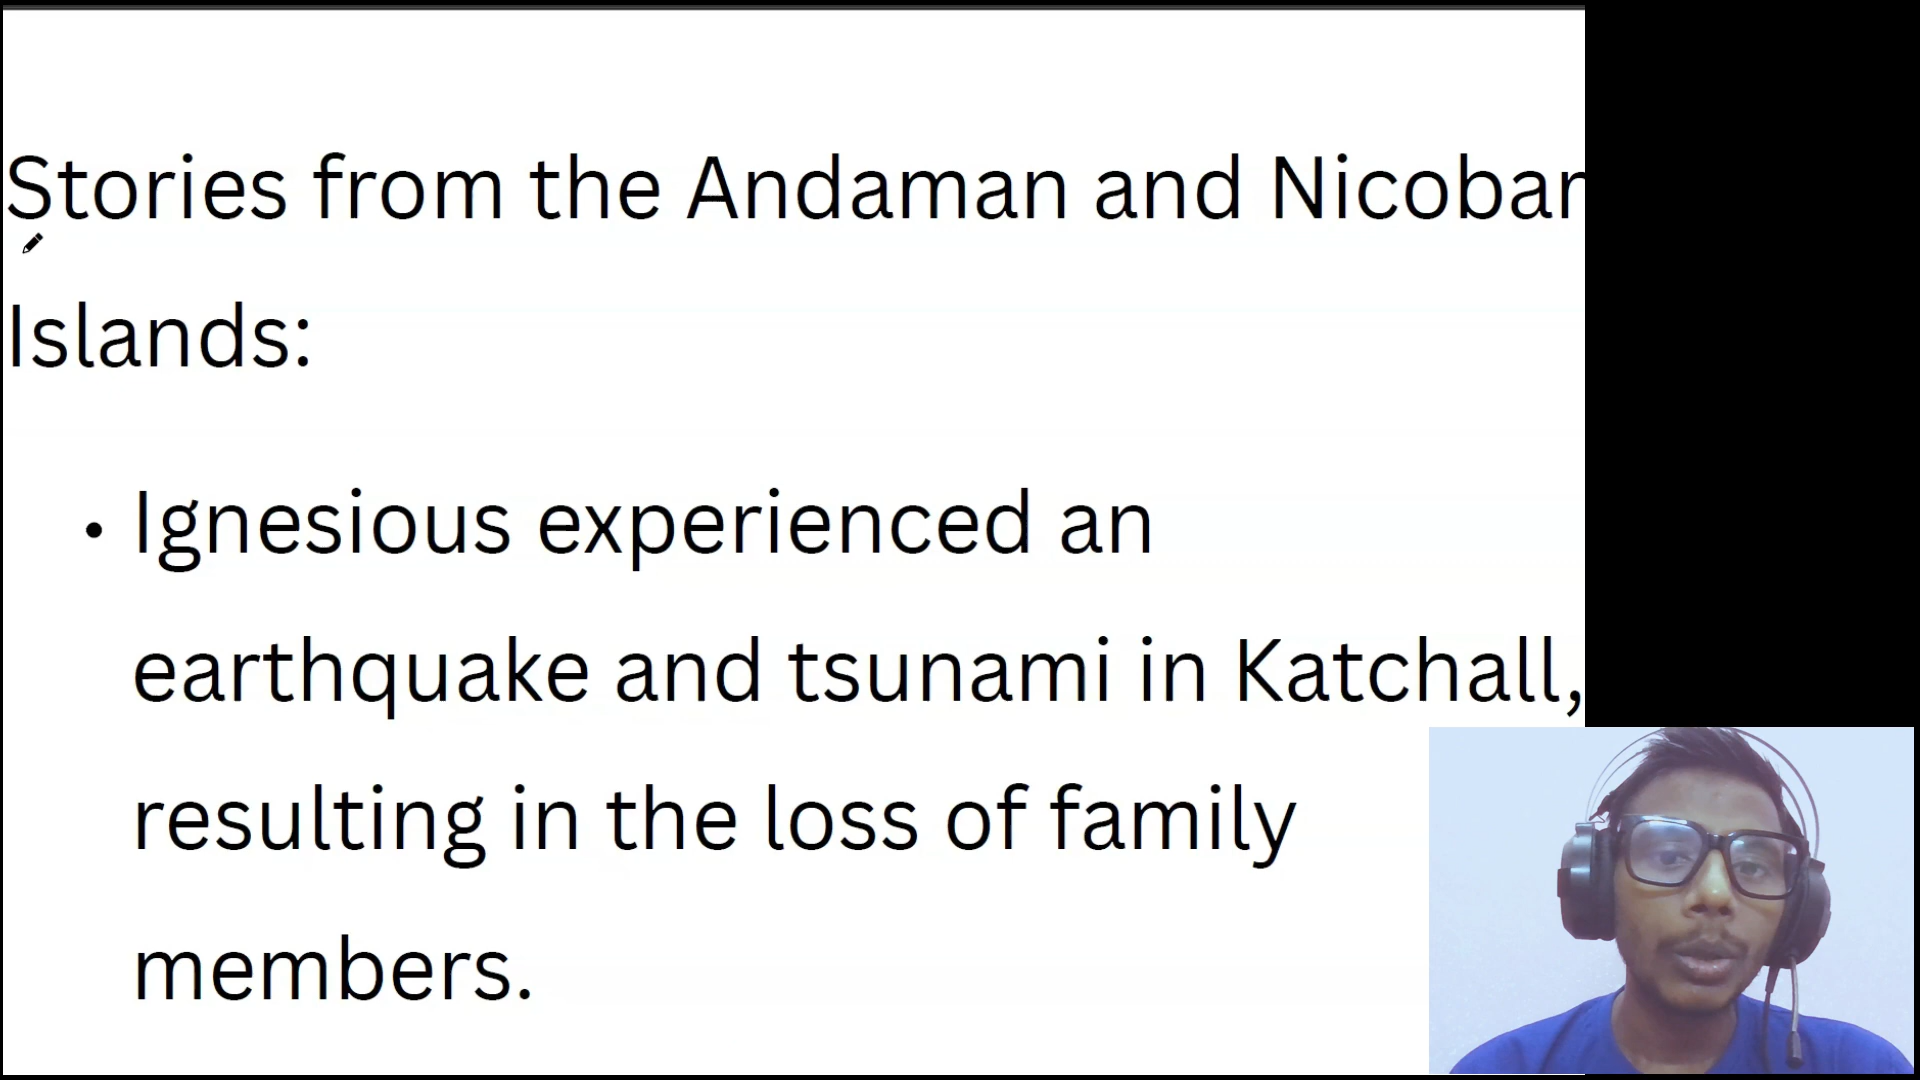 Stories from the Andaman and Nicobar
Islands:
• Ignesious experienced an
earthquake and tsunami in Katchall,
resulting in the loss of family
members.